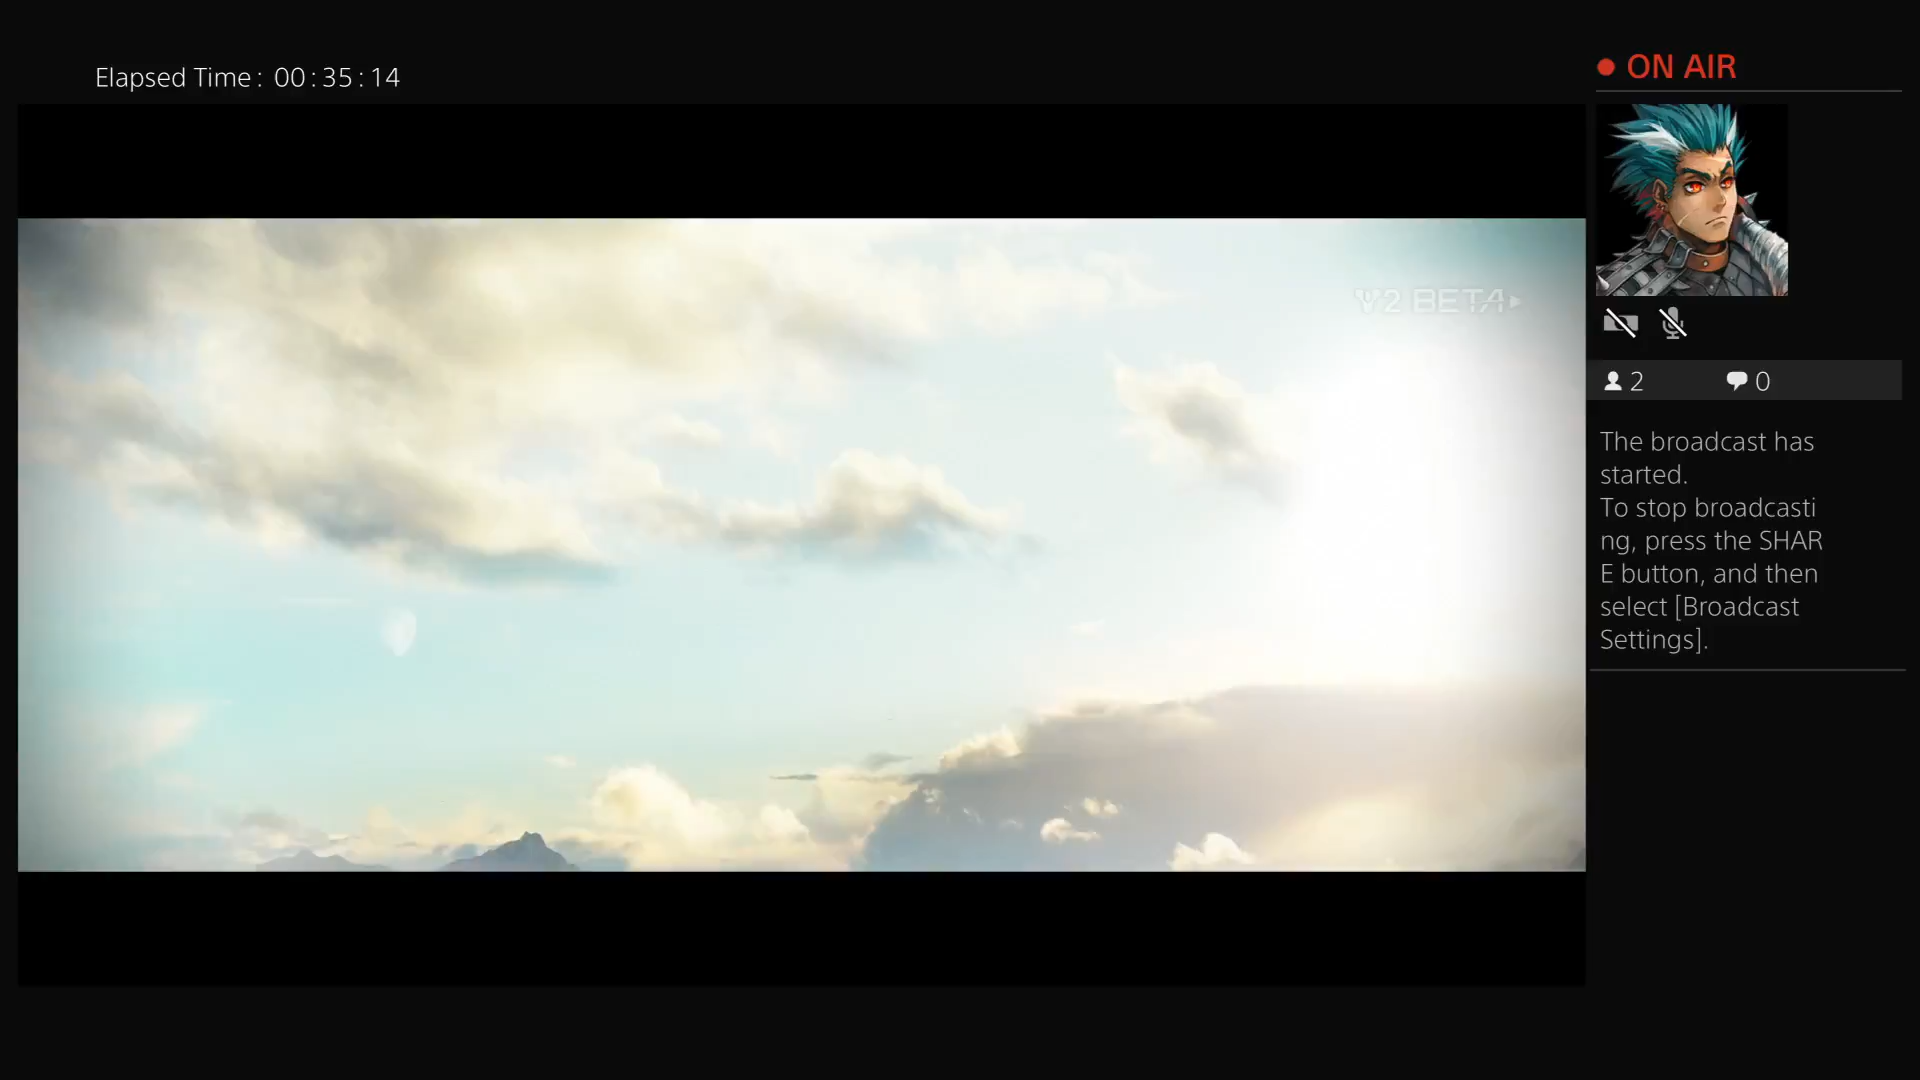 Elapsed Time: 00:35:14
ON AIR
Y2 BETA
2
0
The broadcast has
started.
To stop broadcasti
ng, press the SHAR
E button, and then
select [Broadcast
Settings].